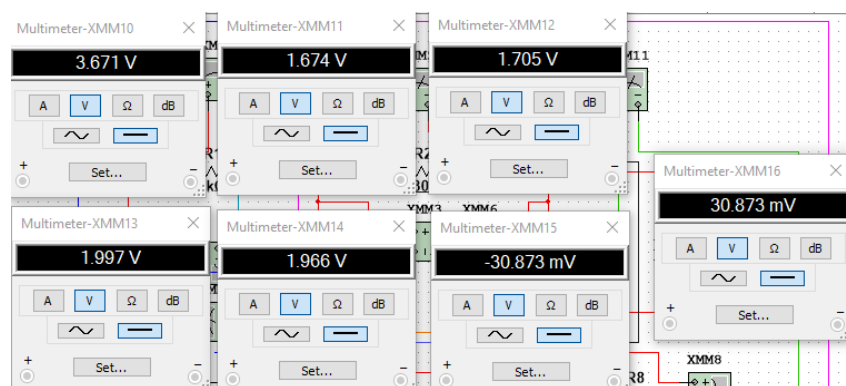 Multimeter-XMM10
3.671 V
A V Ω dB
+ Set... -
Multimeter-XMM11
1.674 V
A V Ω dB
+ Set... -
Multimeter-XMM12
1.705 V
A V Ω dB
+ Set... -
Multimeter-XMM16
30.873 mV
A V Ω dB
+ Set... -
Multimeter-XMM13
1.997 V
A V Ω dB
+ Set... -
Multimeter-XMM14
1.966 V
A V Ω dB
+ Set... -
Multimeter-XMM15
-30.873 mV
A V Ω dB
+ Set... -
XMM3
XMM6
XMM8
R8